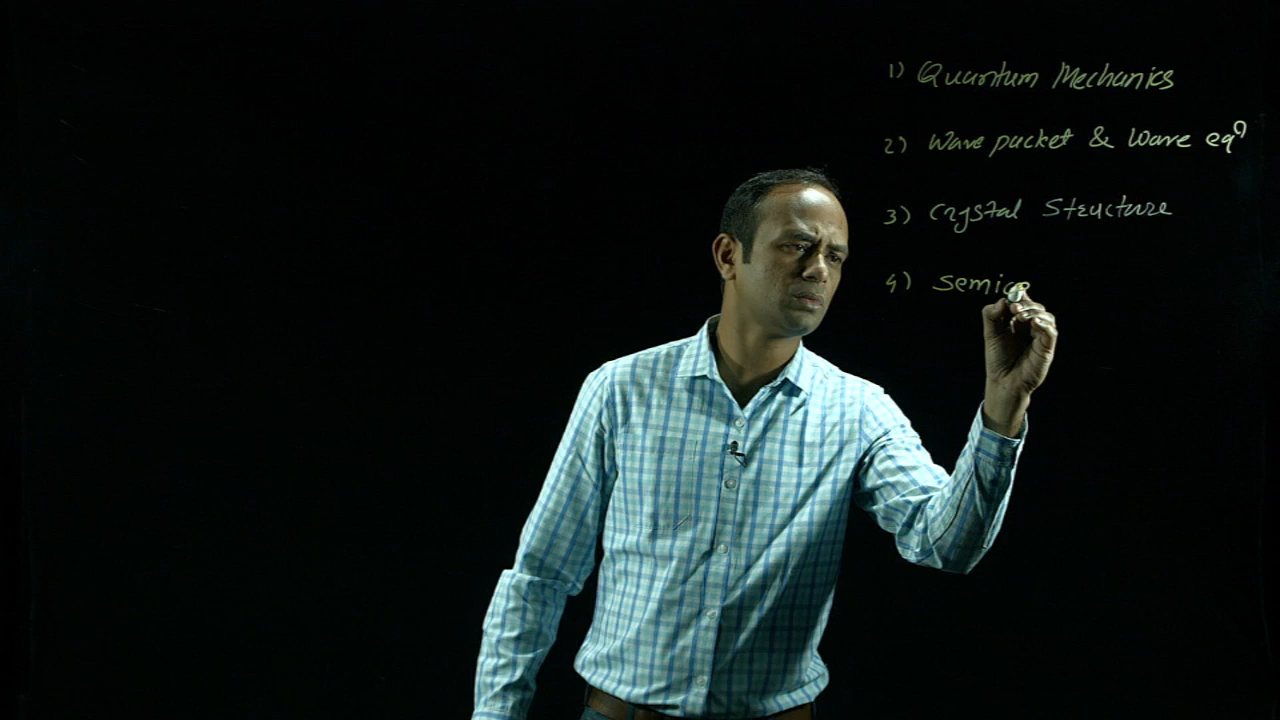 1) Quantum Mechanics
2) Wave packet & Wave eqn
3) Crystal Structure
4) Semico